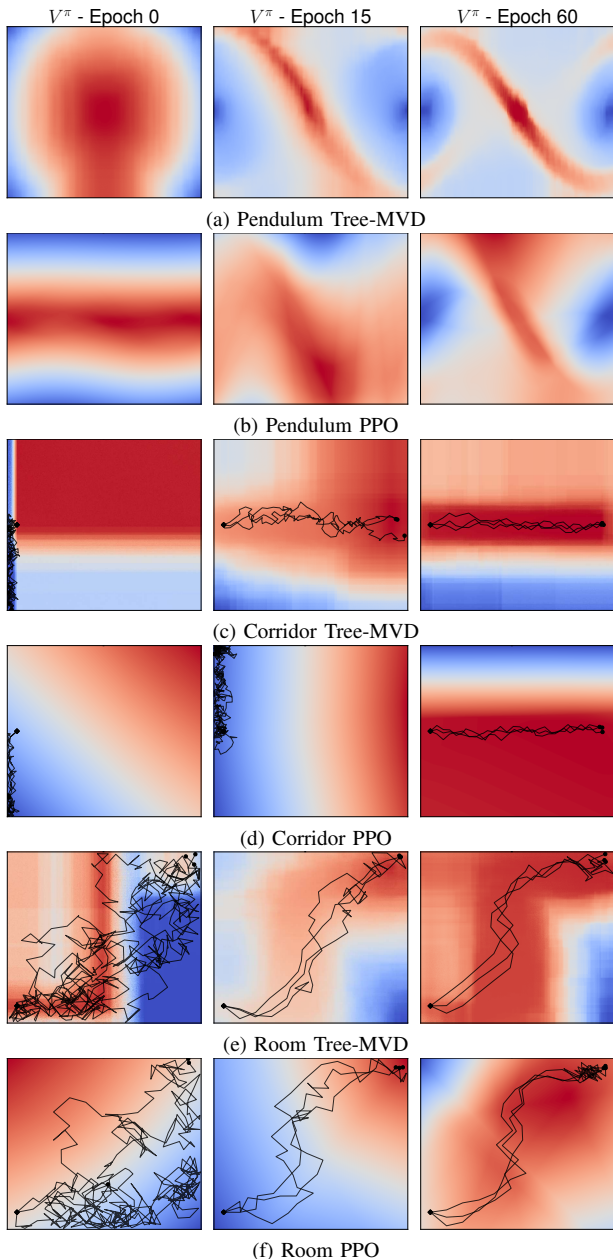 V^π - Epoch 0
V^π - Epoch 15
V^π - Epoch 60
(a) Pendulum Tree-MVD
(b) Pendulum PPO
(c) Corridor Tree-MVD
(d) Corridor PPO
(e) Room Tree-MVD
(f) Room PPO